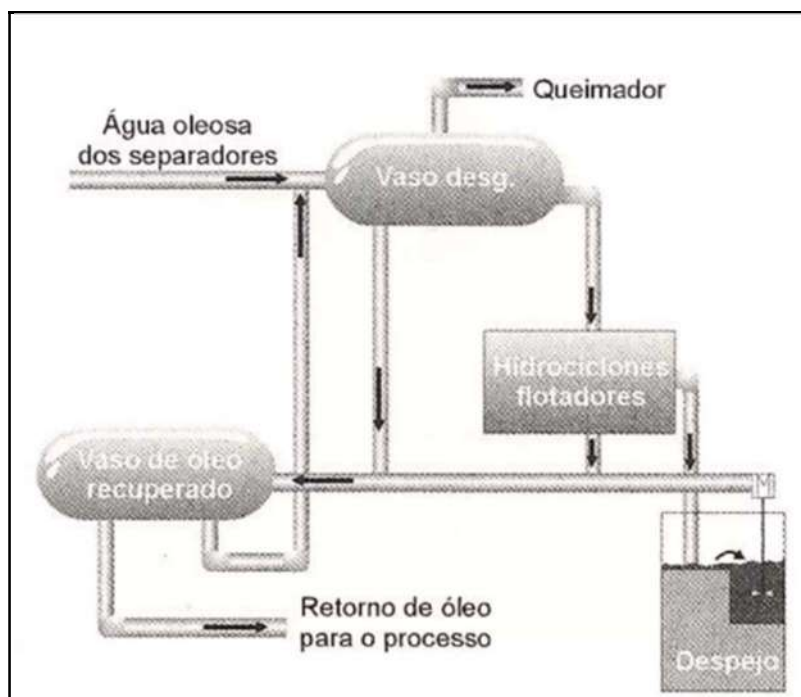 Queimador
Água oleosa
dos separadores
Vaso desg.
Hidrociclones
flotadores
Vaso de óleo
recuperado
M
Retorno de óleo
para o processo
Despejo